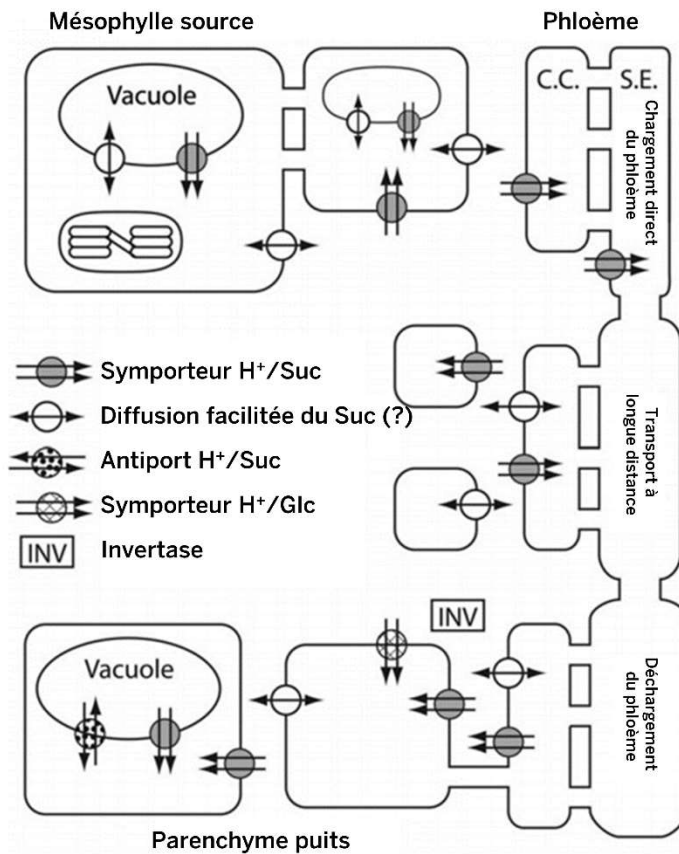 Mésophylle source
Phloème
Vacuole
C.C.
S.E.
Chargement direct
du phloème
Symporteur H⁺/Suc
Diffusion facilitée du Suc (?)
Antiport H⁺/Suc
Symporteur H⁺/Glc
INV
Invertase
Transport à
longue distance
INV
Vacuole
Déchargement
du phloème
Parenchyme puits